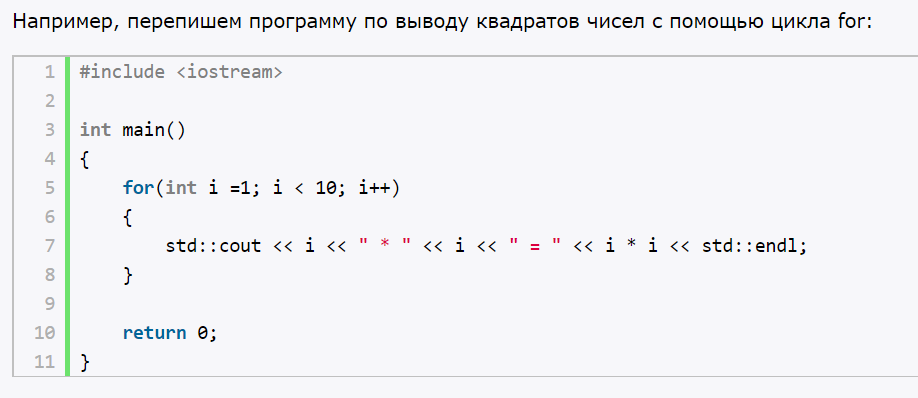 Например, перепишем программу по выводу квадратов чисел с помощью цикла for:
1 #include <iostream>
2
3 int main()
4 {
5     for(int i =1; i < 10; i++)
6     {
7         std::cout << i << " * " << i << " = " << i * i << std::endl;
8     }
9
10     return 0;
11 }